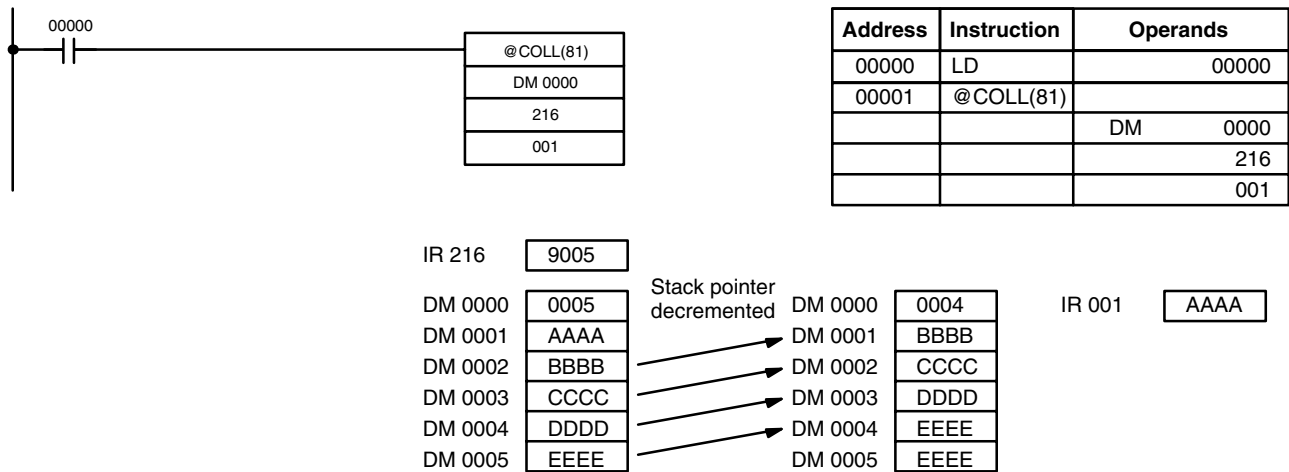 00000
@COLL(81)
DM 0000
216
001
Address Instruction Operands
00000 LD 00000
00001 @COLL(81)
DM 0000
216
001
IR 216 9005
Stack pointer
decremented
DM 0000 0005
DM 0001 AAAA
DM 0002 BBBB
DM 0003 CCCC
DM 0004 DDDD
DM 0005 EEEE
DM 0000 0004
DM 0001 BBBB
DM 0002 CCCC
DM 0003 DDDD
DM 0004 EEEE
DM 0005 EEEE
IR 001 AAAA